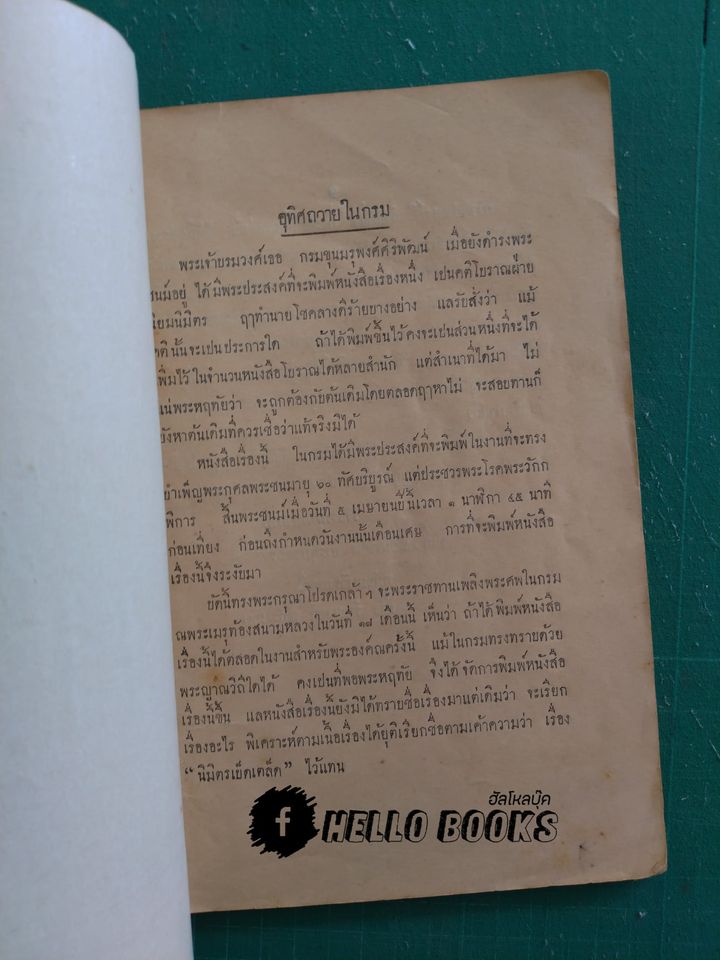 อุทิศถวายในกรม
พระเจ้าบรมวงศ์เธอ กรมขุนมรุพงศ์ศิริพัฒน์ เมื่อยังดำรงพระ
ชนม์อยู่ ได้มีพระประสงค์ที่จะพิมพ์หนังสือเรื่องหนึ่ง เปนคติโบราณฝ่าย
นิยมนิมิตร ฤๅทำนายโชคลางดีร้ายบางอย่าง แลรับสั่งว่า แม้
คตินั้นจะเปนประการใด ถ้าได้พิมพ์ขึ้นไว้คงจะเปนส่วนหนึ่งที่จะได้
เพิ่มไว้ในจำนวนหนังสือโบราณได้หลายสำนัก แต่สำเนาที่ได้มา ไม่
แน่พระหฤทัยว่า จะถูกต้องกับต้นเดิมโดยตลอดฤๅหาไม่ จะสอบทานก็
ยังหาต้นเดิมที่ควรเชื่อว่าแท้จริงมิได้
หนังสือเรื่องนี้ ในกรมได้มีพระประสงค์ที่จะพิมพ์ในงานที่จะทรง
บำเพ็ญพระกุศลพระชนมายุ ๖๐ ทัศบริบูรณ์ แต่ประชวรพระโรคพระวักก
พิการ สิ้นพระชนม์เมื่อวันที่ ๕ เมษายนปีนี้เวลา ๑ นาฬิกา ๔๕ นาที
ก่อนเที่ยง ก่อนถึงกำหนดวันงานนั้นเดือนเศษ การที่จะพิมพ์หนังสือ
เรื่องนี้จึงระงับมา
บัดนี้ทรงพระกรุณาโปรดเกล้า ฯ จะพระราชทานเพลิงพระศพในกรม
ณพระเมรุท้องสนามหลวงในวันที่ ๑๗ เดือนนี้ เห็นว่า ถ้าได้พิมพ์หนังสือ
เรื่องนี้ได้ตลอดในงานสำหรับพระองค์ณครั้งนี้ แม้ในกรมทรงทราบด้วย
พระญาณวิถีใดได้ คงเปนที่พอพระหฤทัย จึงได้จัดการพิมพ์หนังสือ
เรื่องนี้ขึ้น แลหนังสือเรื่องนี้ยังมิได้ทราบชื่อเรื่องมาแต่เดิมว่า จะเรียก
เรื่องอะไร พิเคราะห์ตามเนื้อเรื่องได้ยุติเรียกชื่อตามเค้าความว่า เรื่อง
“นิมิตรเบ็ดเตล็ด” ไว้แทน
ฮัลโหลบุ๊ค
f HELLO BOOKS